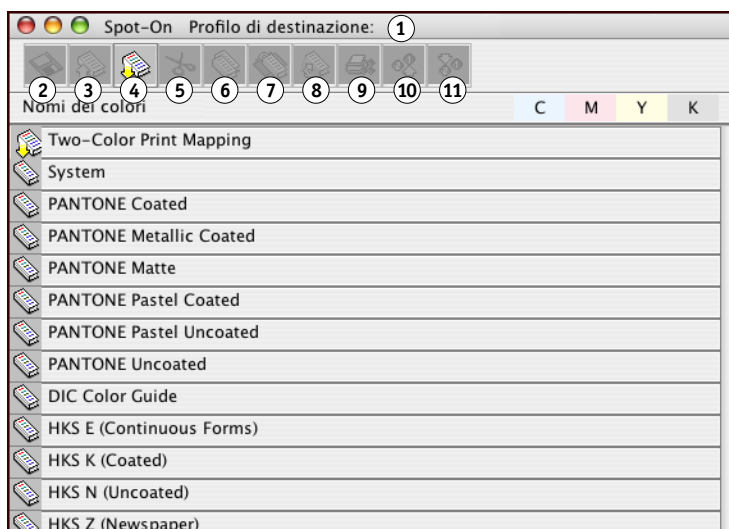 Spot-On Profilo di destinazione: 1
2 3 4 5 6 7 8 9 10 11
Nomi dei colori C M Y K
Two-Color Print Mapping
System
PANTONE Coated
PANTONE Metallic Coated
PANTONE Matte
PANTONE Pastel Coated
PANTONE Pastel Uncoated
PANTONE Uncoated
DIC Color Guide
HKS E (Continuous Forms)
HKS K (Coated)
HKS N (Uncoated)
HKS Z (Newspaper)